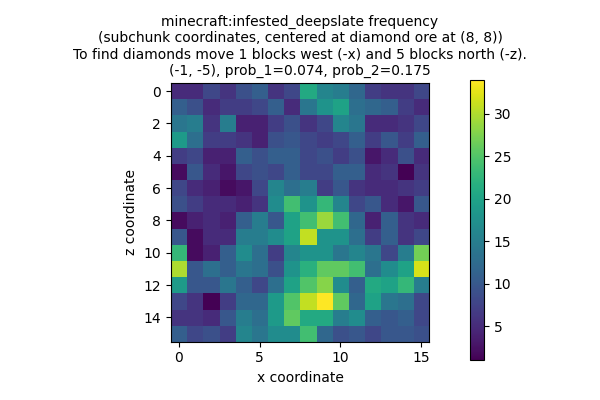 minecraft:infested_deepslate frequency
(subchunk coordinates, centered at diamond ore at (8, 8))
To find diamonds move 1 blocks west (-x) and 5 blocks north (-z).
(-1, -5), prob_1=0.074, prob_2=0.175
0
2
4
6
8
10
12
14
z coordinate
0 5 10 15
x coordinate
30
25
20
15
10
5